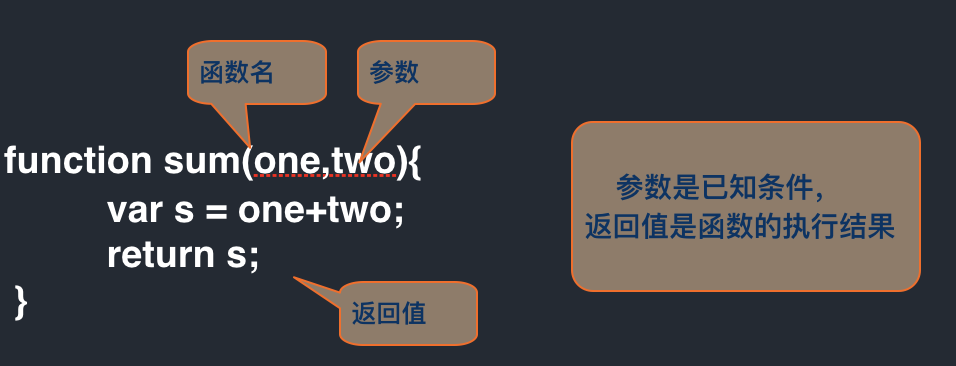 函数名
参数
function sum(one,two){
var s = one+two;
return s;
}
返回值
参数是已知条件，
返回值是函数的执行结果